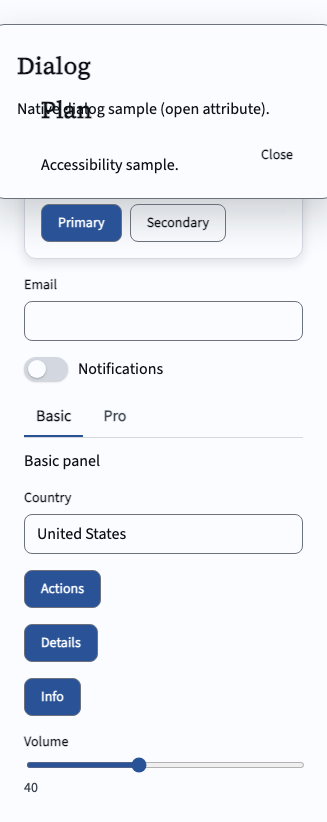 Dialog
Plan
Native dialog sample (open attribute).
Close
Accessibility sample.
Primary
Secondary
Email
Notifications
Basic
Pro
Basic panel
Country
United States
Actions
Details
Info
Volume
40